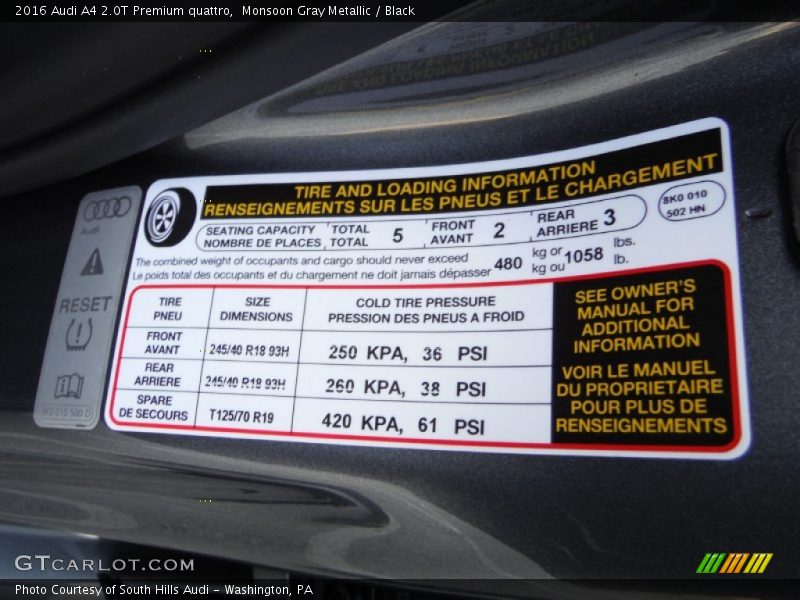 2016 Audi A4 2.0T Premium quattro,  Monsoon Gray Metallic / Black
TIRE AND LOADING INFORMATION
RENSEIGNEMENTS SUR LES PNEUS ET LE CHARGEMENT
8K0 010
502 HN
SEATING CAPACITY TOTAL 5 FRONT 2 REAR 3
NOMBRE DE PLACES TOTAL AVANT ARRIERE
The combined weight of occupants and cargo should never exceed 480 kg or 1058 lbs.
Le poids total des occupants et du chargement ne doit jamais dépasser kg ou lb.
TIRE SIZE COLD TIRE PRESSURE
PNEU DIMENSIONS PRESSION DES PNEUS A FROID
FRONT
AVANT 245/40 R18 93H 250 KPA, 36 PSI
REAR
ARRIERE 245/40 R18 93H 260 KPA, 38 PSI
SPARE
DE SECOURS T125/70 R19 420 KPA, 61 PSI
SEE OWNER'S
MANUAL FOR
ADDITIONAL
INFORMATION
VOIR LE MANUEL
DU PROPRIETAIRE
POUR PLUS DE
RENSEIGNEMENTS
Audi
RESET
8K0 010 500 D
GTCARLOT.COM
Photo Courtesy of South Hills Audi – Washington, PA